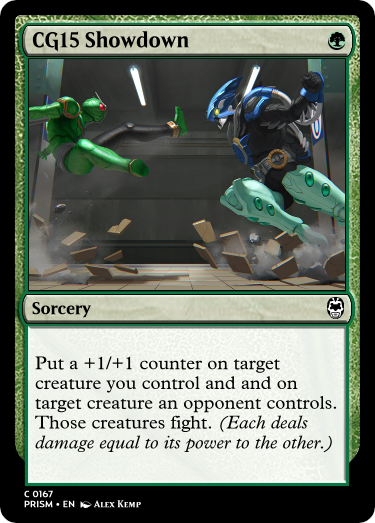 CG15 Showdown
Sorcery
Put a +1/+1 counter on target
creature you control and and on
target creature an opponent controls.
Those creatures fight. (Each deals
damage equal to its power to the other.)
C 0167
PRISM • EN Alex Kemp